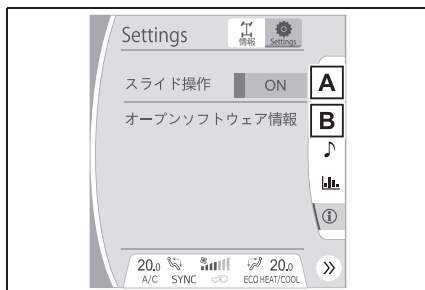 Settings
情報
Settings
スライド操作 ON A
オープンソフトウェア情報 B
20.0 20.0
A/C SYNC ECO HEAT/COOL